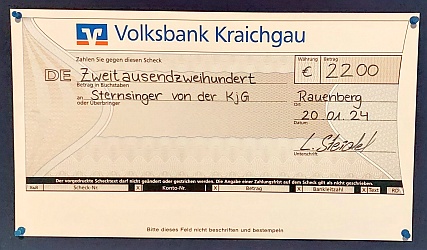 Volksbank Kraichgau
Zahlen Sie gegen diesen Scheck
Währung Betrag
€ 2200
DE Zweitausendzweihundert
Betrag in Buchstaben
an Sternsinger von der KjG Rauenberg
oder Überbringer Ort
20 01. 24
Datum
L. Steidel
Unterschrift
Der vorgedruckte Schecktext darf nicht geändert oder gestrichen werden. Die Angabe einer Zahlungsfrist auf dem Scheck gilt als nicht geschrieben.
Scheck-Nr. X Konto-Nr. X Betrag X Bankleitzahl X Text
Bitte dieses Feld nicht beschriften und bestempeln